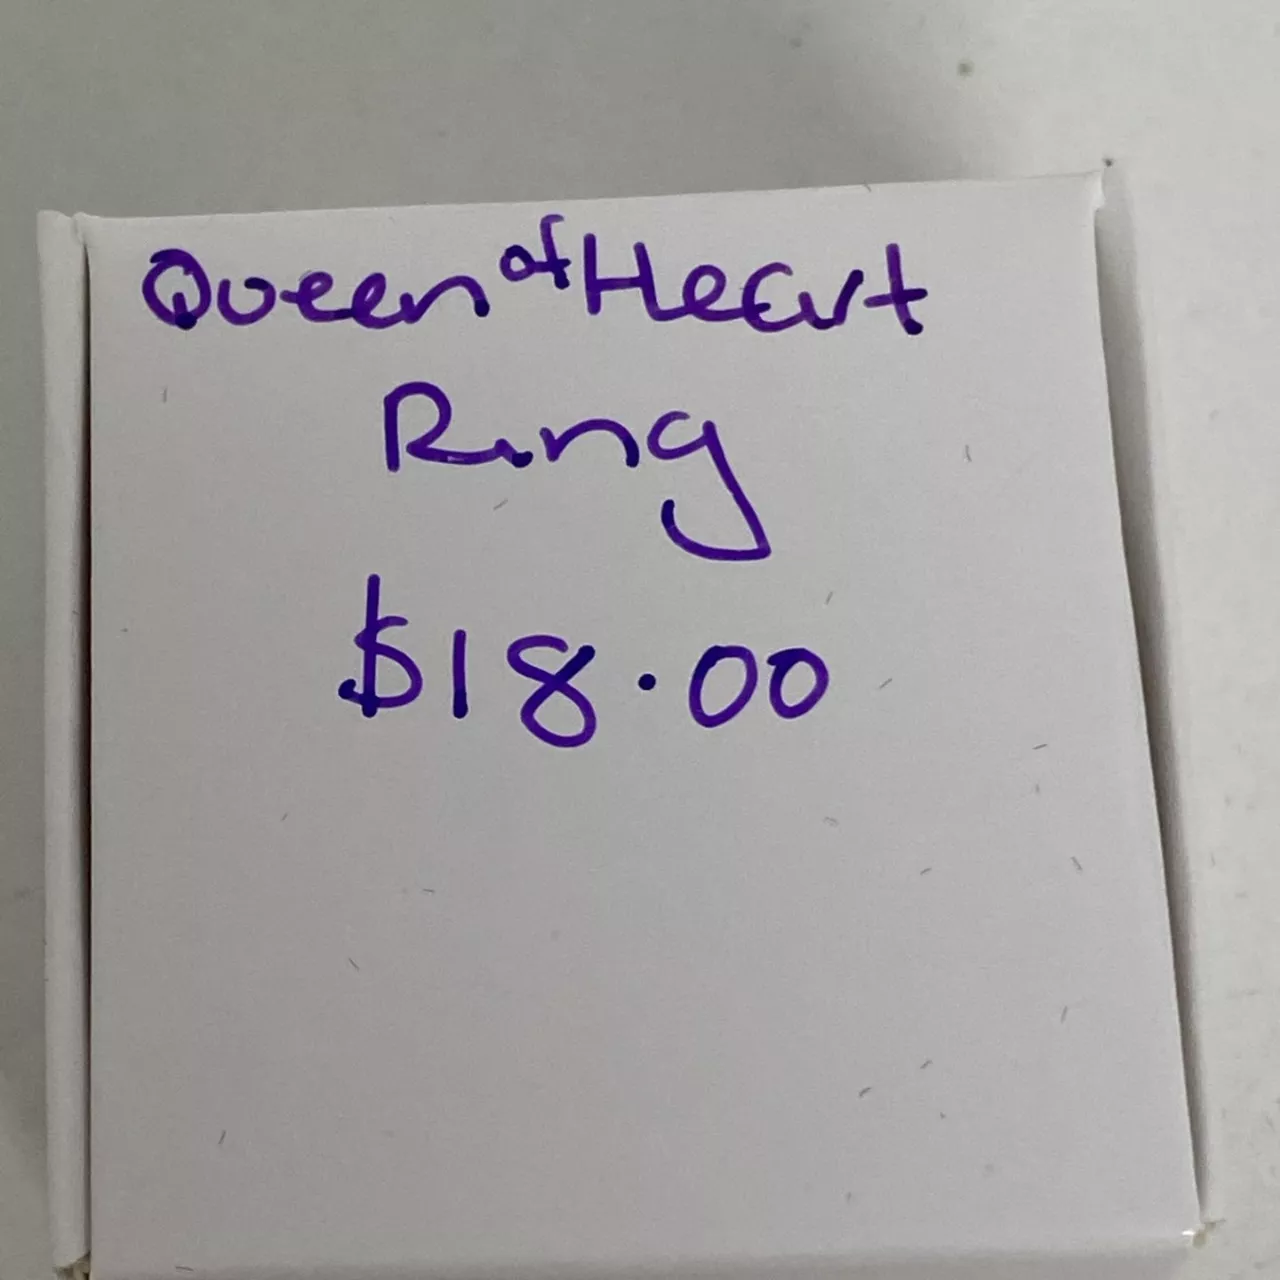 Queen of Heart
Ring
$18.00